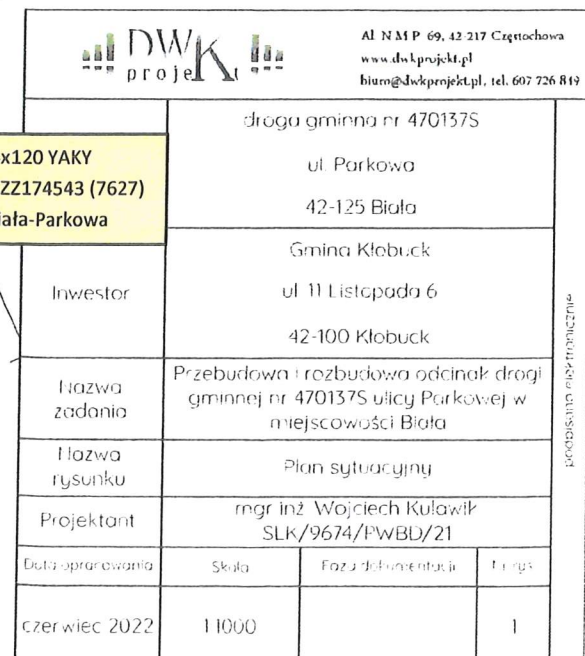 DWK
projekt
Al. N.M.P. 69, 42-217 Częstochowa
www.dwkprojekt.pl
biuro@dwkprojekt.pl, tel. 607 726 819
droga gminna nr 470137S
ul. Parkowa
42-125 Biała
x120 YAKY
ZZ174543 (7627)
iała-Parkowa
Inwestor
Gmina Kłobuck
ul. 11 Listopada 6
42-100 Kłobuck
Nazwa
zadania
Przebudowa i rozbudowa odcinak drogi
gminnej nr 470137S ulicy Parkowej w
miejscowości Biała
Nazwa
rysunku
Plan sytuacyjny
Projektant
mgr inż. Wojciech Kulawik
SLK/9674/PWBD/21
Data opracowania
Skala
Faza dokumentacji
Nr rys.
czerwiec 2022
1:1000
1
podpisano elektronicznie